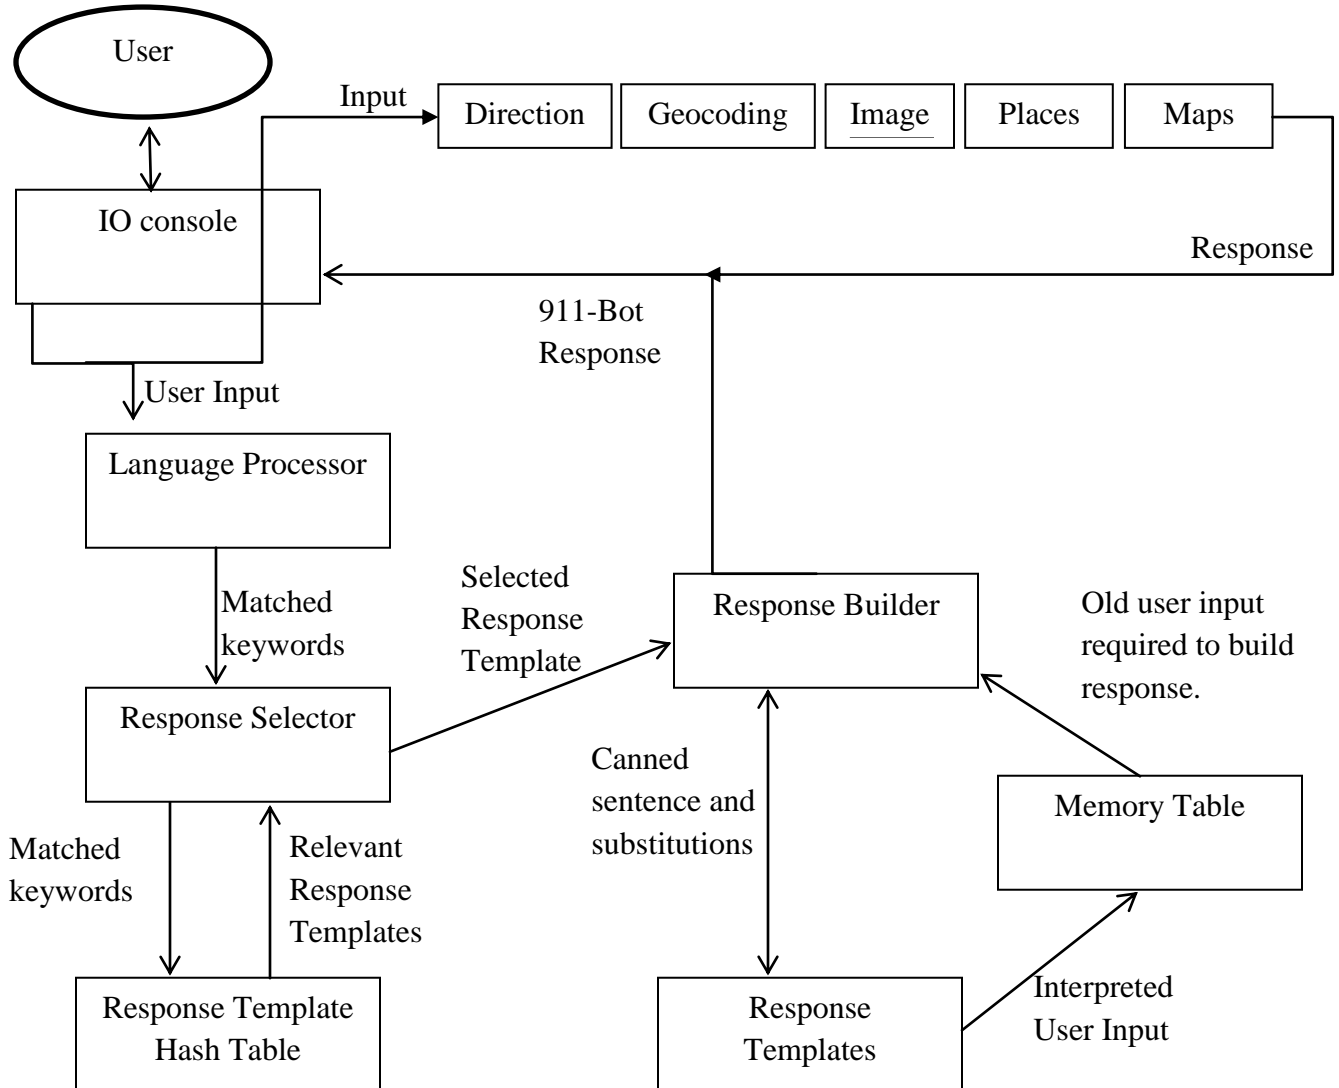 User
Input
Direction
Geocoding
Image
Places
Maps
IO console
Response
911-Bot
Response
User Input
Language Processor
Matched
keywords
Selected
Response
Template
Response Builder
Old user input
required to build
response.
Response Selector
Canned
sentence and
substitutions
Memory Table
Matched
keywords
Relevant
Response
Templates
Response Template
Hash Table
Response
Templates
Interpreted
User Input